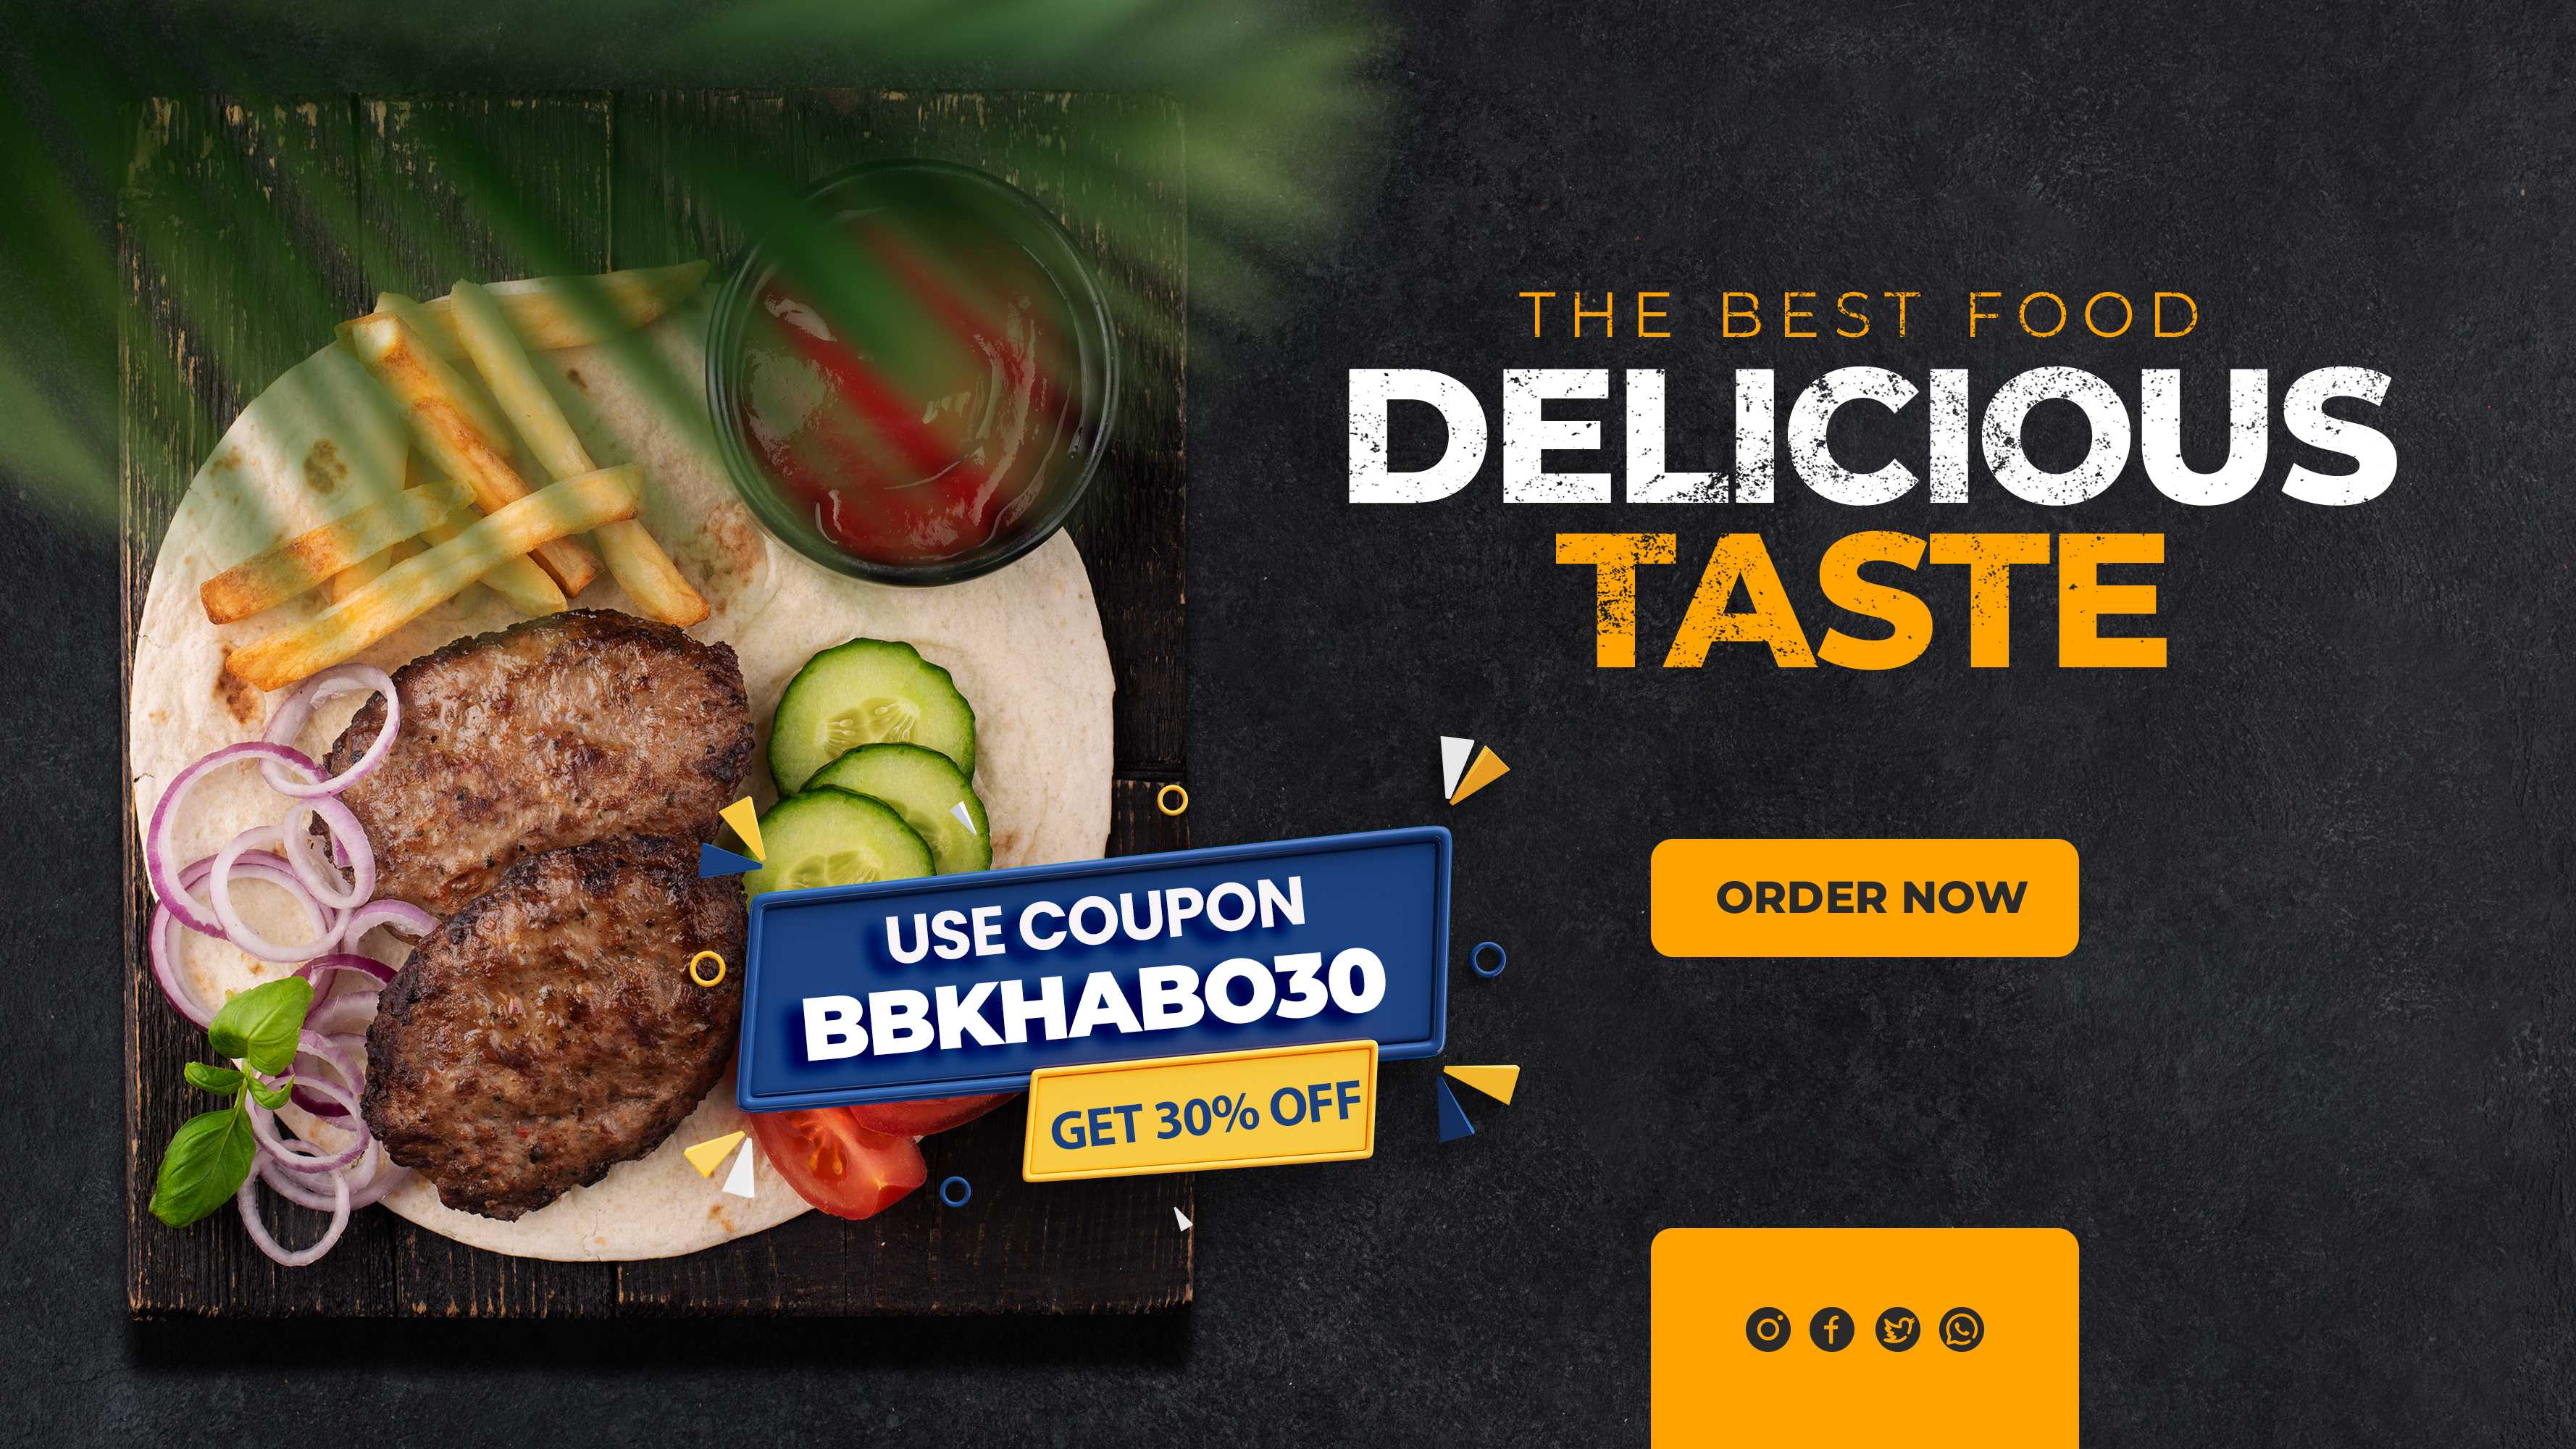 THE BEST FOOD
DELICIOUS
TASTE
USE COUPON
BBKHABO30
GET 30% OFF
ORDER NOW